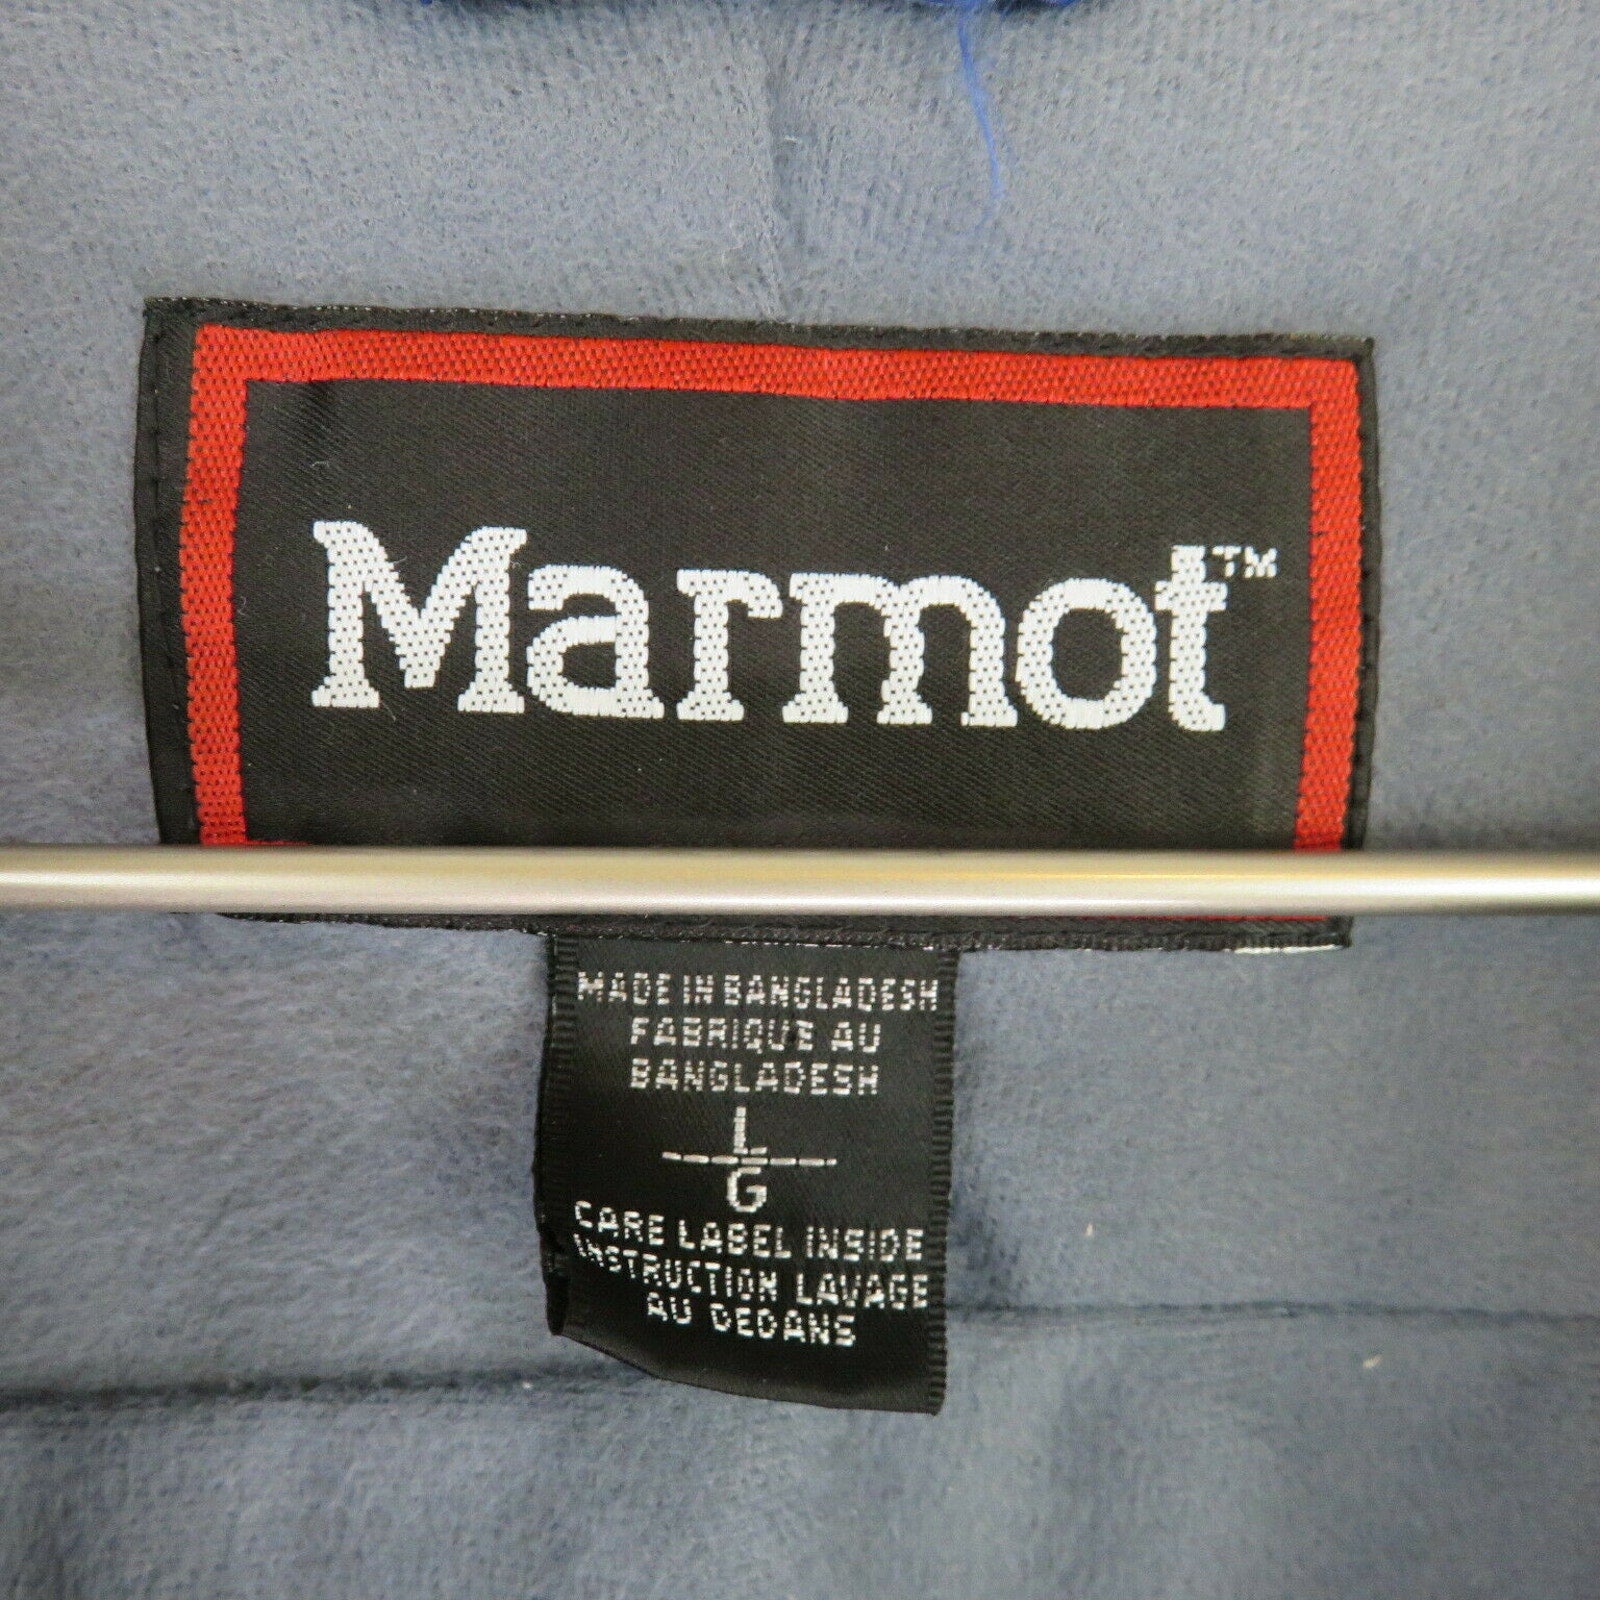 Marmot™
MADE IN BANGLADESH
FABRIQUE AU
BANGLADESH
L
G
CARE LABEL INSIDE
INSTRUCTION LAVAGE
AU DEDANS